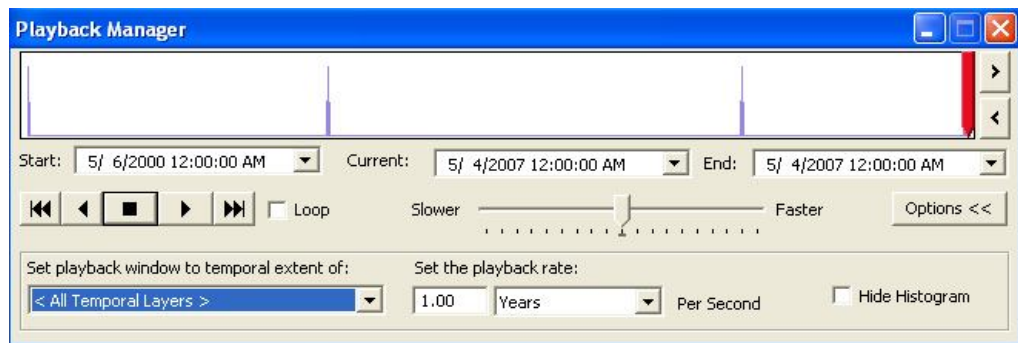 Playback Manager
Start: 5/ 6/2000 12:00:00 AM Current: 5/ 4/2007 12:00:00 AM End: 5/ 4/2007 12:00:00 AM
Loop Slower Faster Options <<
Set playback window to temporal extent of: Set the playback rate:
< All Temporal Layers > 1.00 Years Per Second Hide Histogram